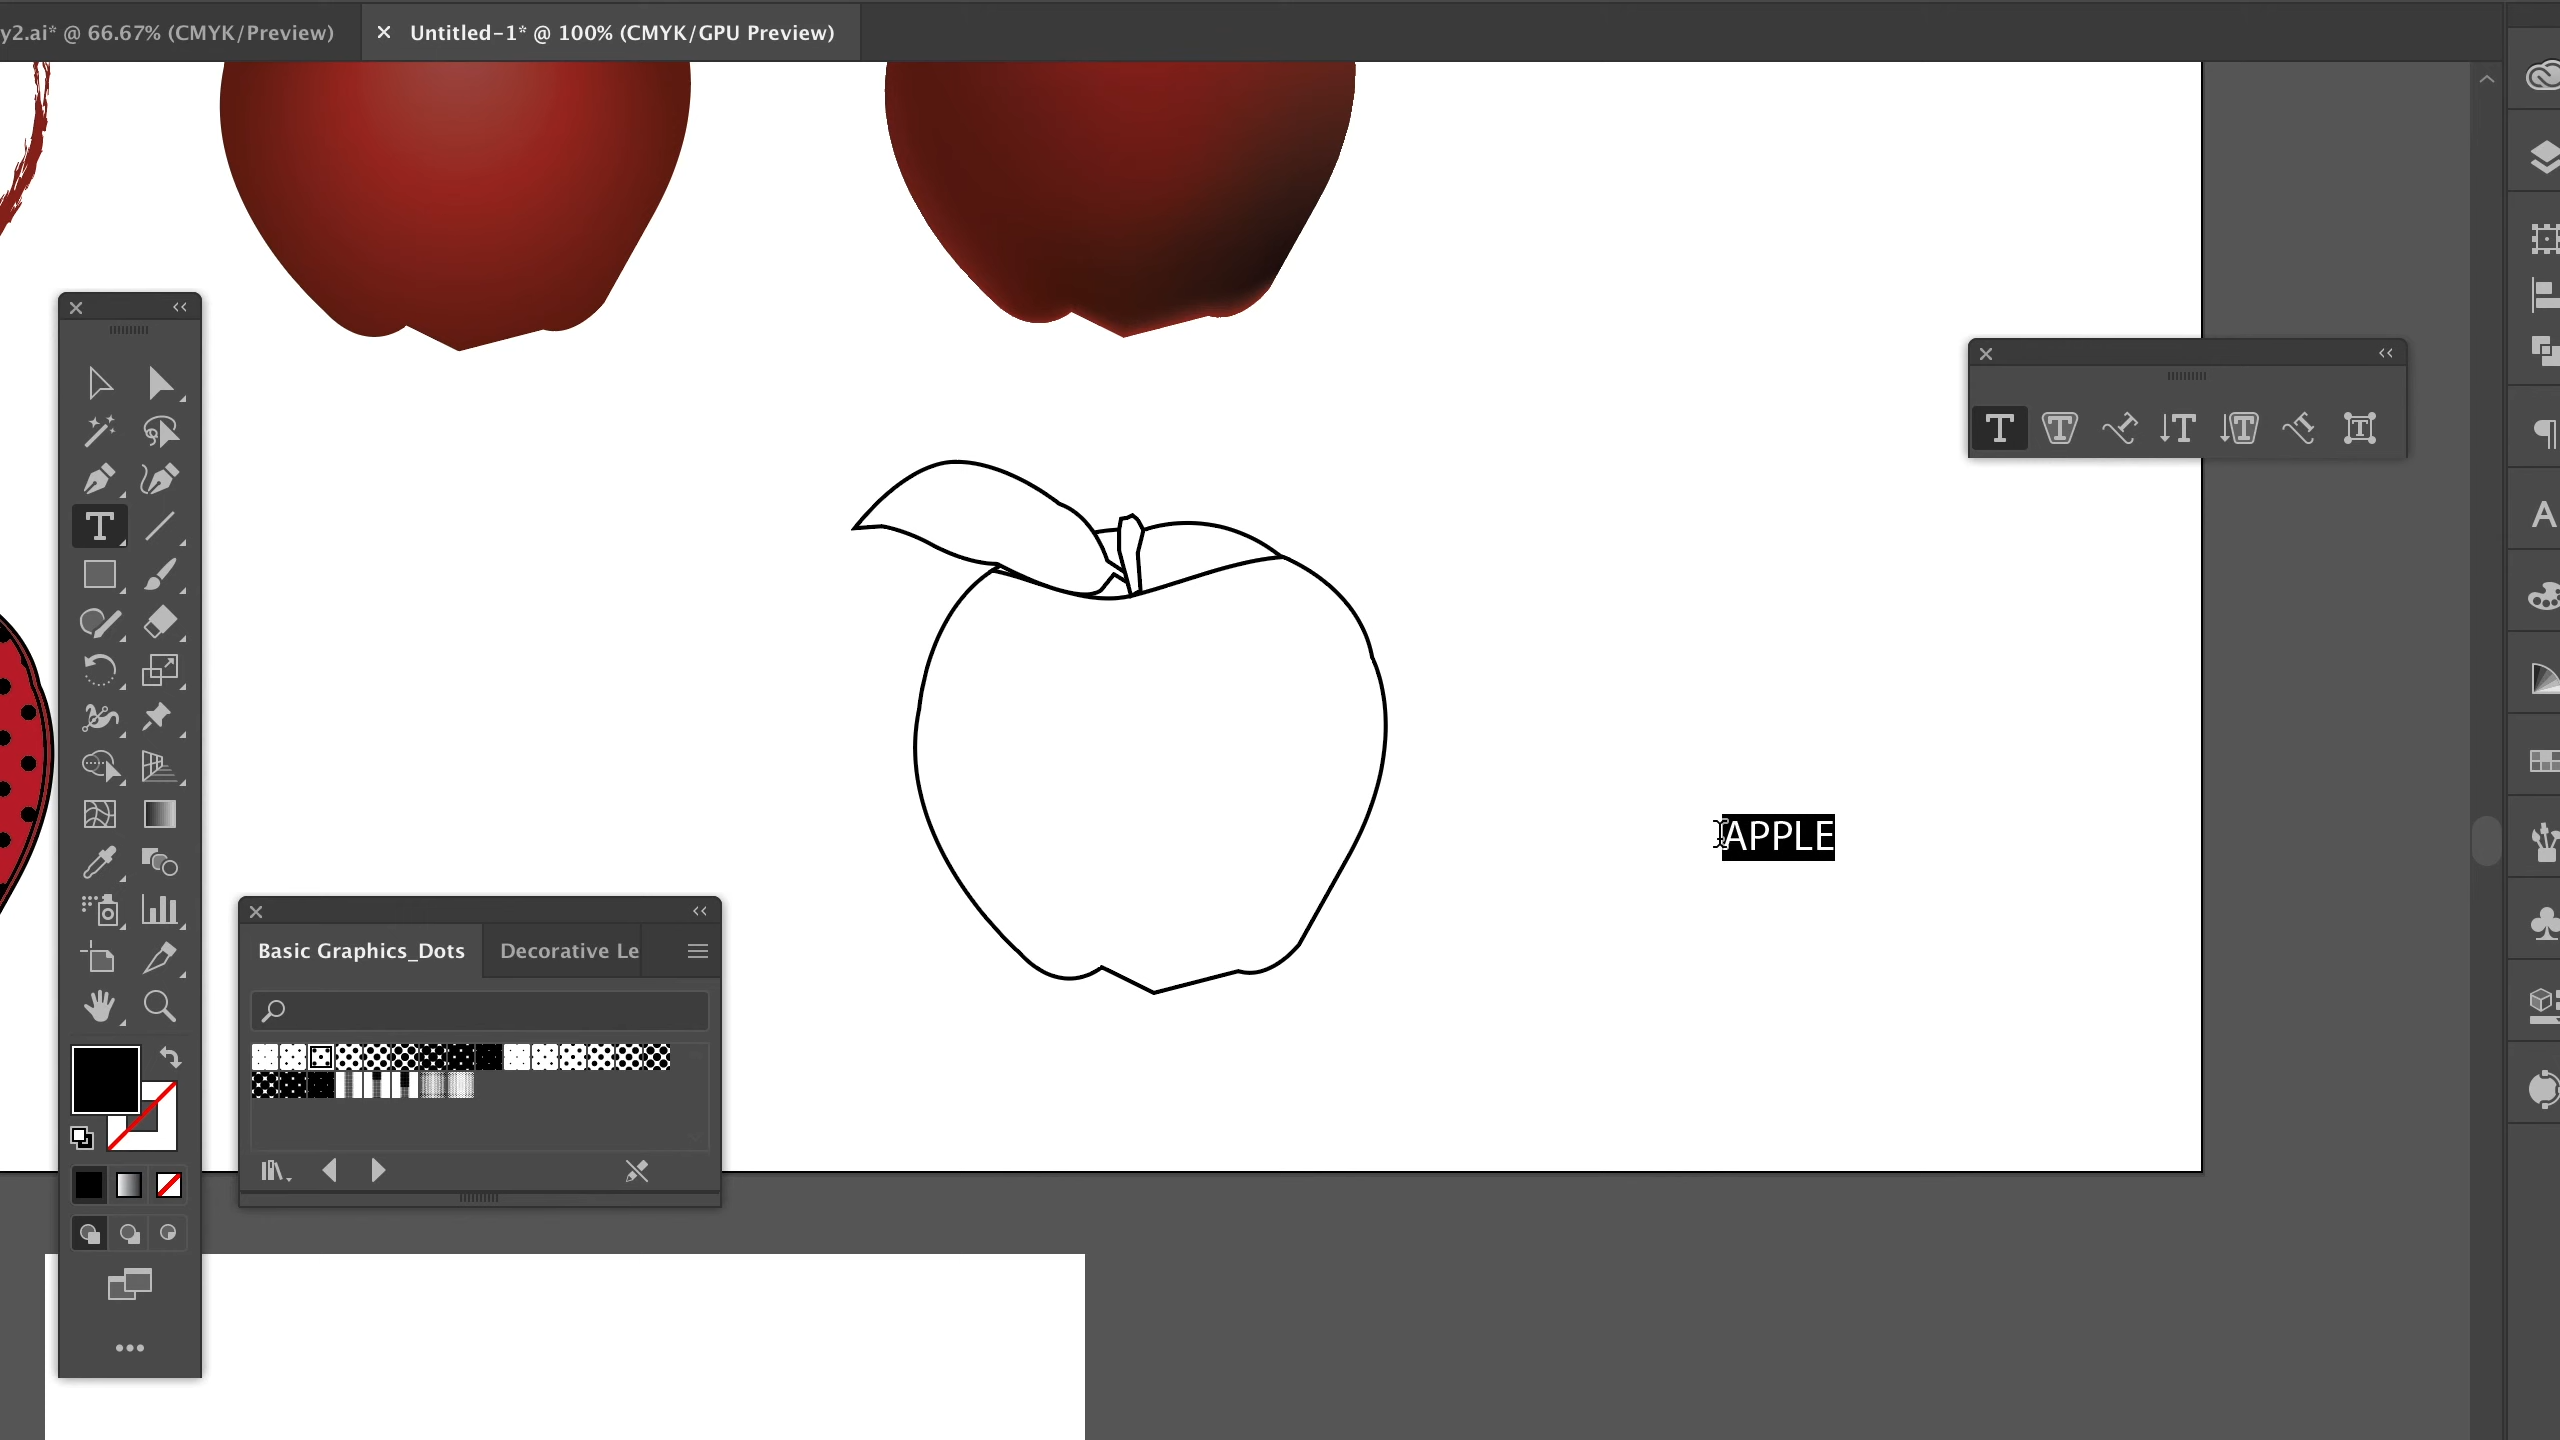 y2.ai* @ 66.67% (CMYK/Preview)
× Untitled-1* @ 100% (CMYK/GPU Preview)
APPLE
Basic Graphics_Dots
Decorative Le